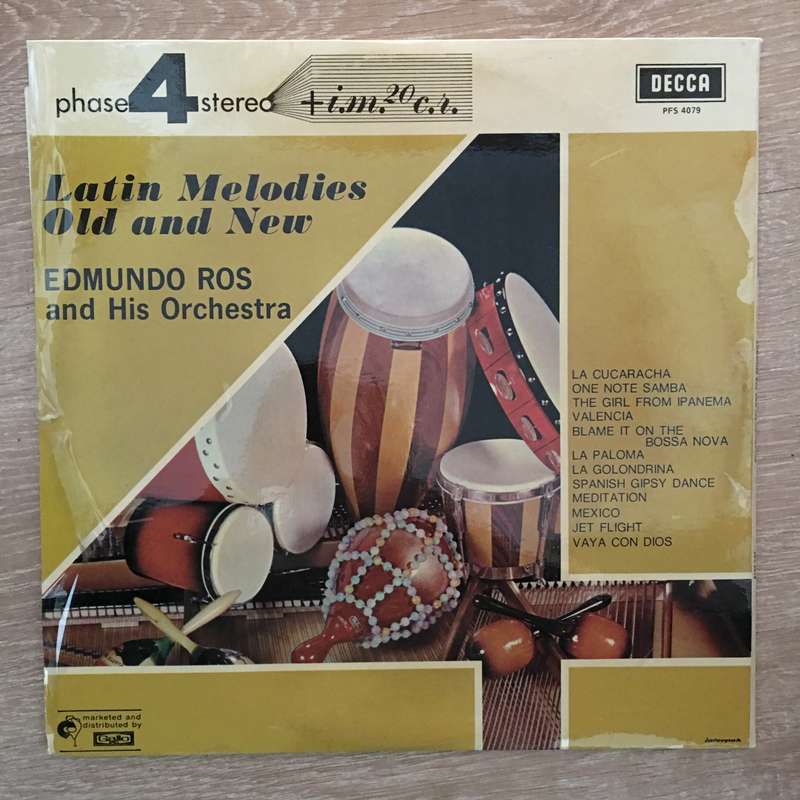 phase 4 stereo +i.m.20c.r.
DECCA
PFS 4079
Latin Melodies
Old and New
EDMUNDO ROS
and His Orchestra
LA CUCARACHA
ONE NOTE SAMBA
THE GIRL FROM IPANEMA
VALENCIA
BLAME IT ON THE
BOSSA NOVA
LA PALOMA
LA GOLONDRINA
SPANISH GIPSY DANCE
MEDITATION
MEXICO
JET FLIGHT
VAYA CON DIOS
marketed and
distributed by
Gallo